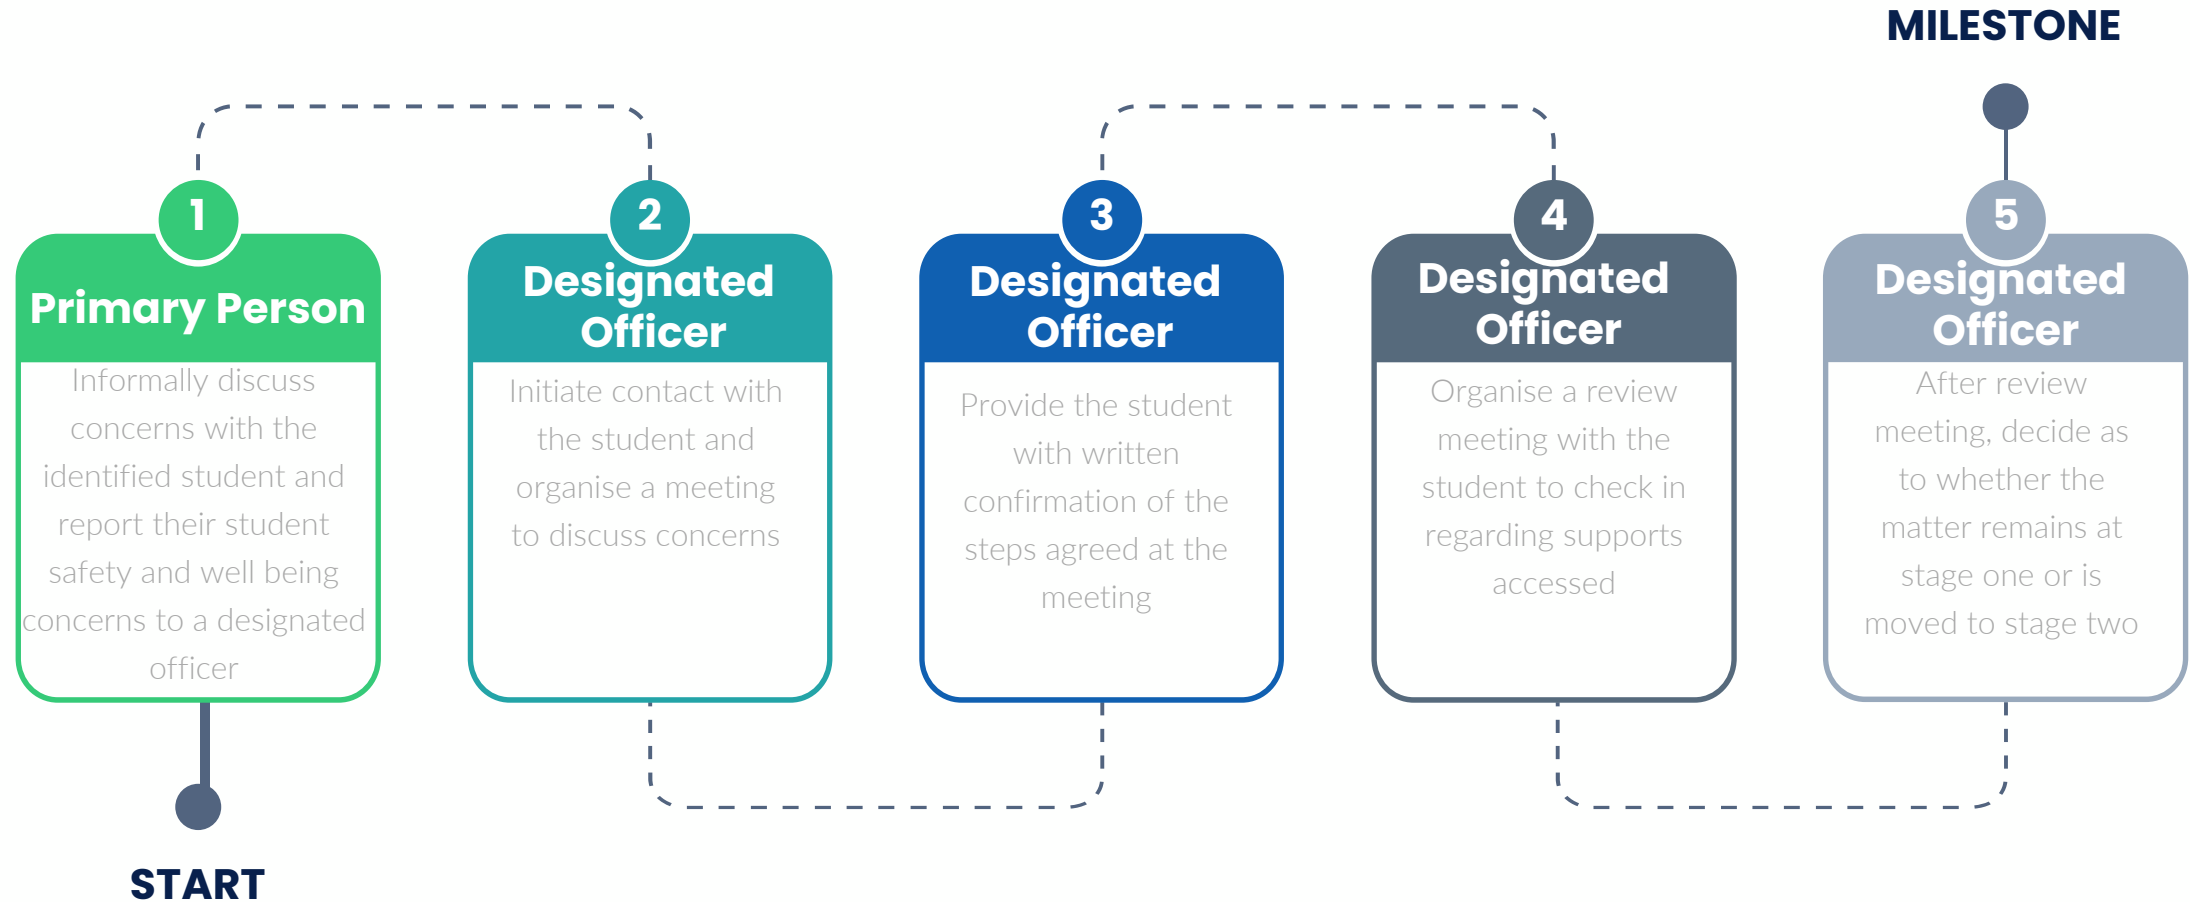 MILESTONE
1
Primary Person
Informally discuss
concerns with the
identified student and
report their student
safety and well being
concerns to a designated
officer
START
2
Designated
Officer
Initiate contact with
the student and
organise a meeting
to discuss concerns
3
Designated
Officer
Provide the student
with written
confirmation of the
steps agreed at the
meeting
4
Designated
Officer
Organise a review
meeting with the
student to check in
regarding supports
accessed
5
Designated
Officer
After review
meeting, decide as
to whether the
matter remains at
stage one or is
moved to stage two